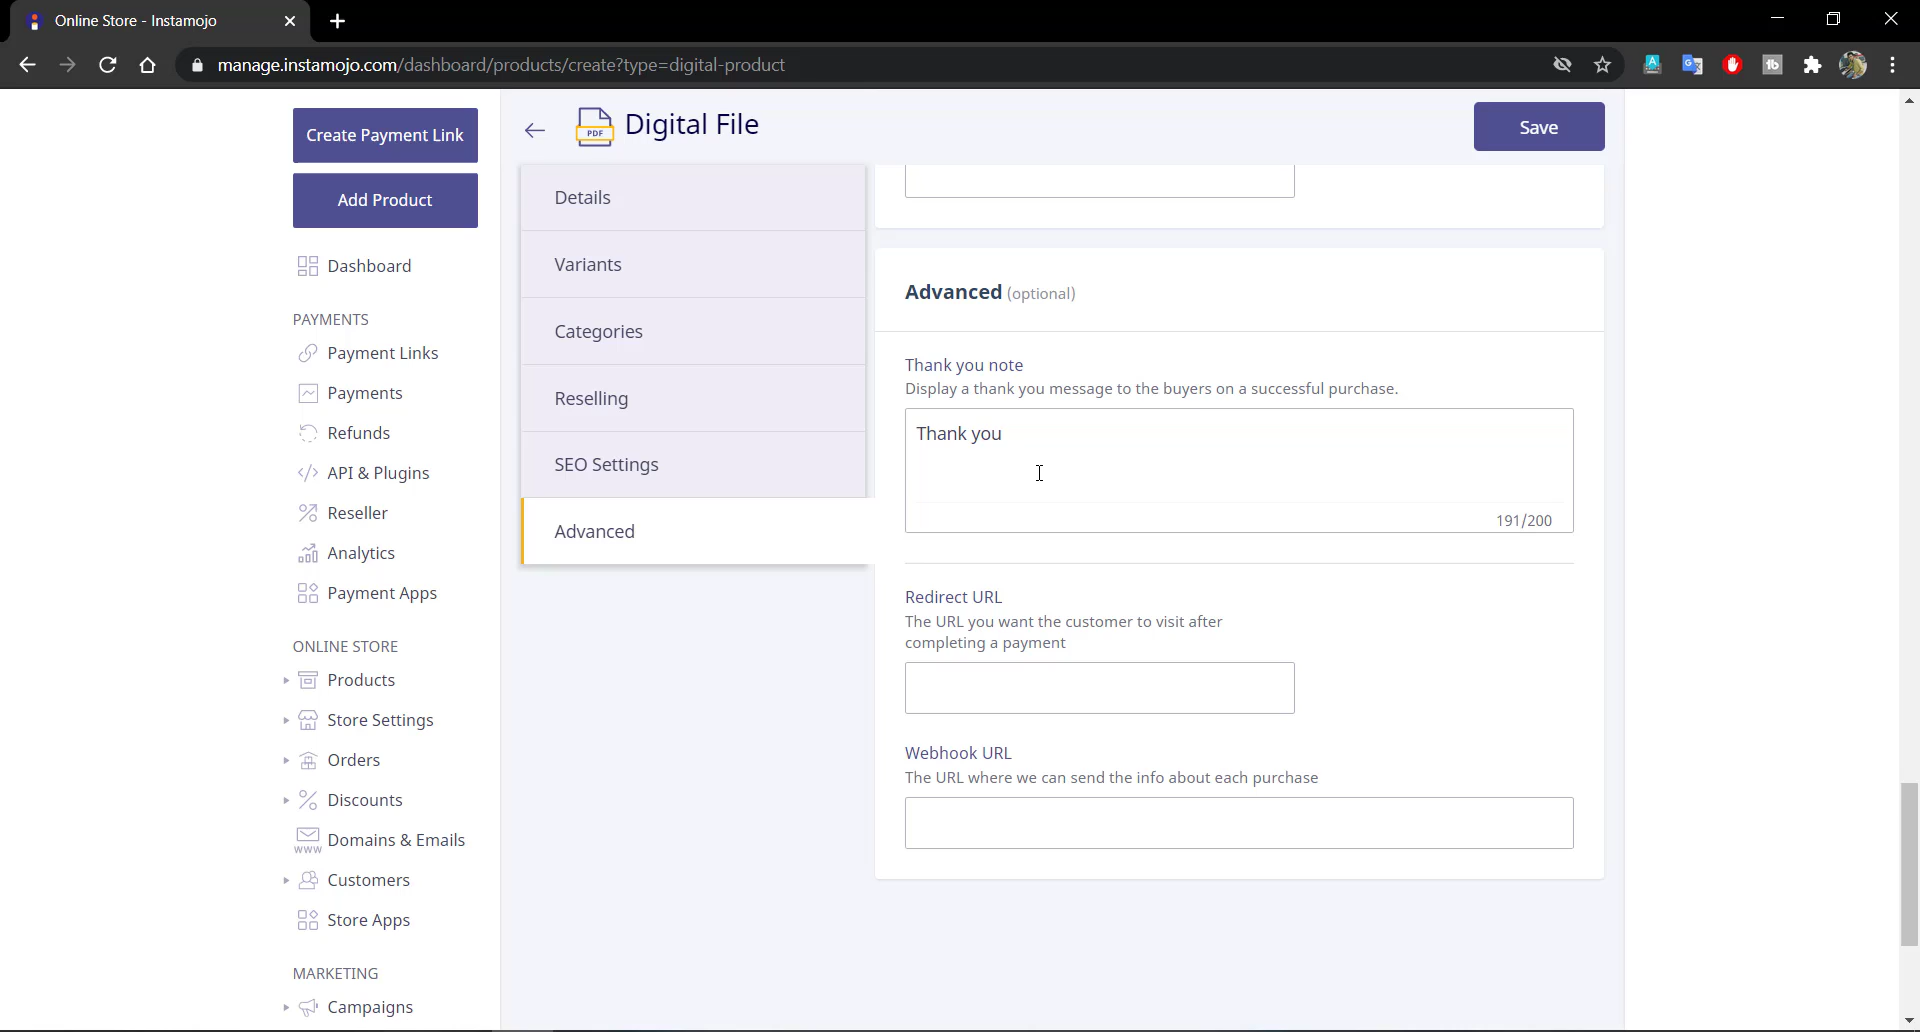 Online Store - Instamojo
manage.instamojo.com/dashboard/products/create?type=digital-product
Create Payment Link
Add Product
Dashboard
PAYMENTS
Payment Links
Payments
Refunds
API & Plugins
Reseller
Analytics
Payment Apps
ONLINE STORE
Products
Store Settings
Orders
Discounts
WWW
Domains & Emails
Customers
Store Apps
MARKETING
Campaigns
PDF
Digital File
Save
Details
Variants
Categories
Reselling
SEO Settings
Advanced
Advanced (optional)
Thank you note
Display a thank you message to the buyers on a successful purchase.
Thank you
191/200
Redirect URL
The URL you want the customer to visit after
completing a payment
Webhook URL
The URL where we can send the info about each purchase